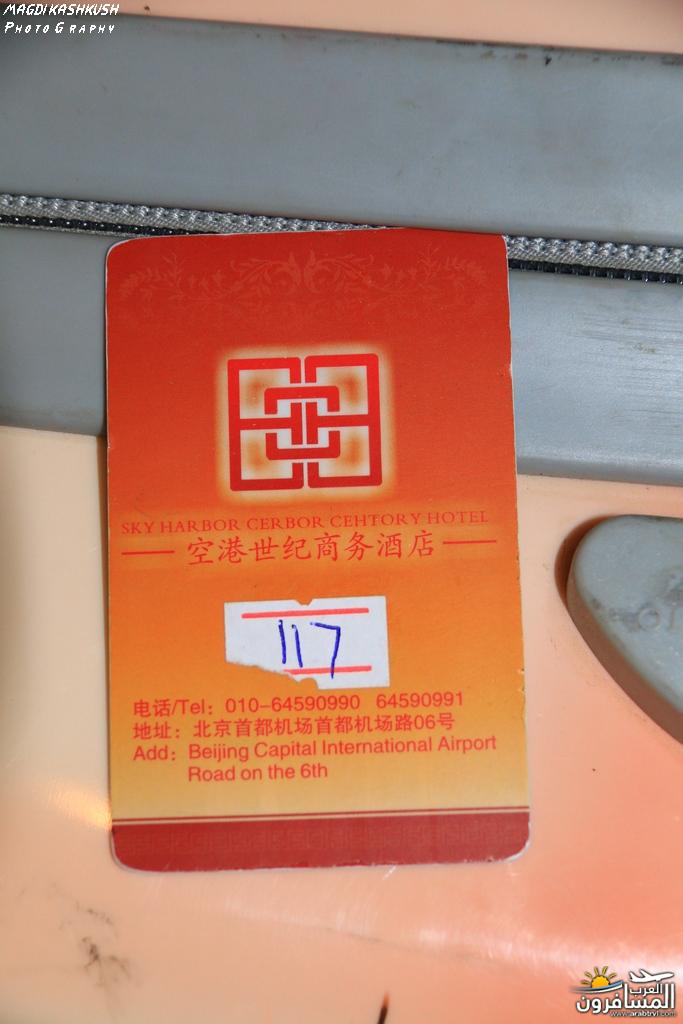 MAGDI KASHKUSH
PHOTOGRAPHY
SKY HARBOR CERBOR CEHTORY HOTEL
空港世纪商务酒店
117
电话/Tel：010-64590990 64590991
地址：北京首都机场首都机场路06号
Add：Beijing Capital International Airport
Road on the 6th
العرب
المسافرون
www.arabtrvl.com